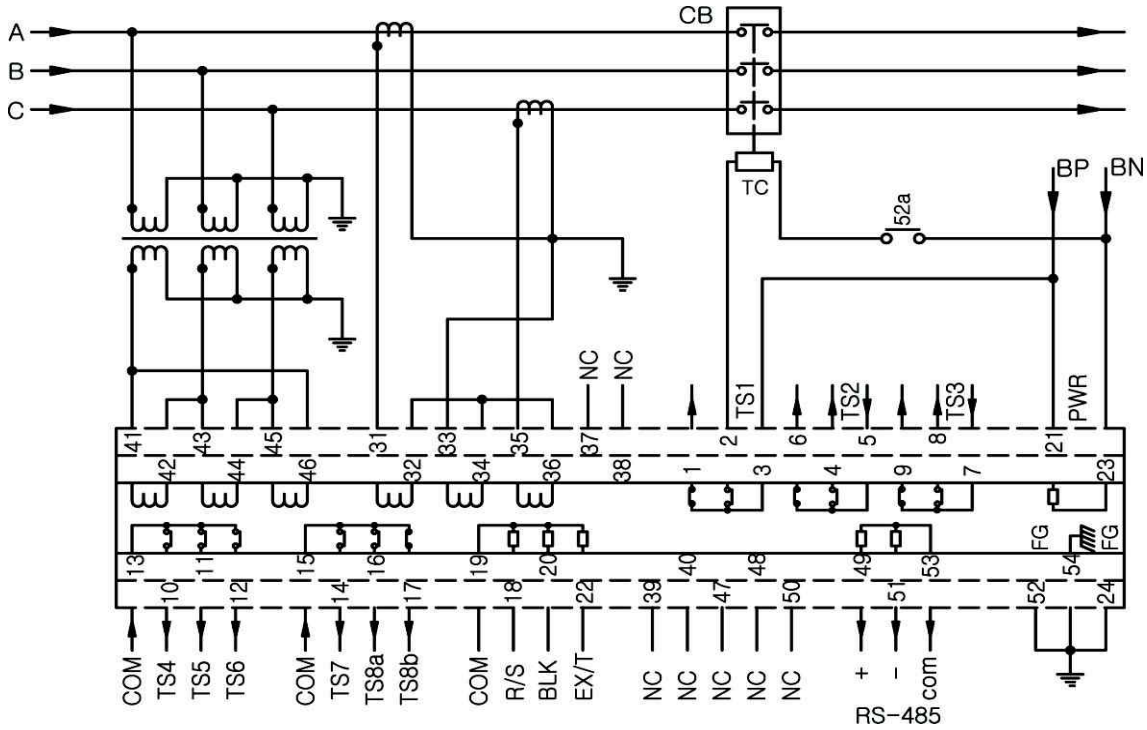 A
B
C
CB
TC
52a
BP
BN
NC
NC
TS1
TS2
TS3
PWR
41
43
45
31
33
35
37
2
6
5
8
21
42
44
46
32
34
36
38
1
3
4
9
7
23
FG
FG
13
11
15
16
19
20
40
48
49
53
54
10
12
14
17
18
22
39
47
50
51
52
24
COM
TS4
TS5
TS6
COM
TS7
TS8a
TS8b
COM
R/S
BLK
EX/T
NC
NC
NC
NC
NC
+
-
com
RS-485